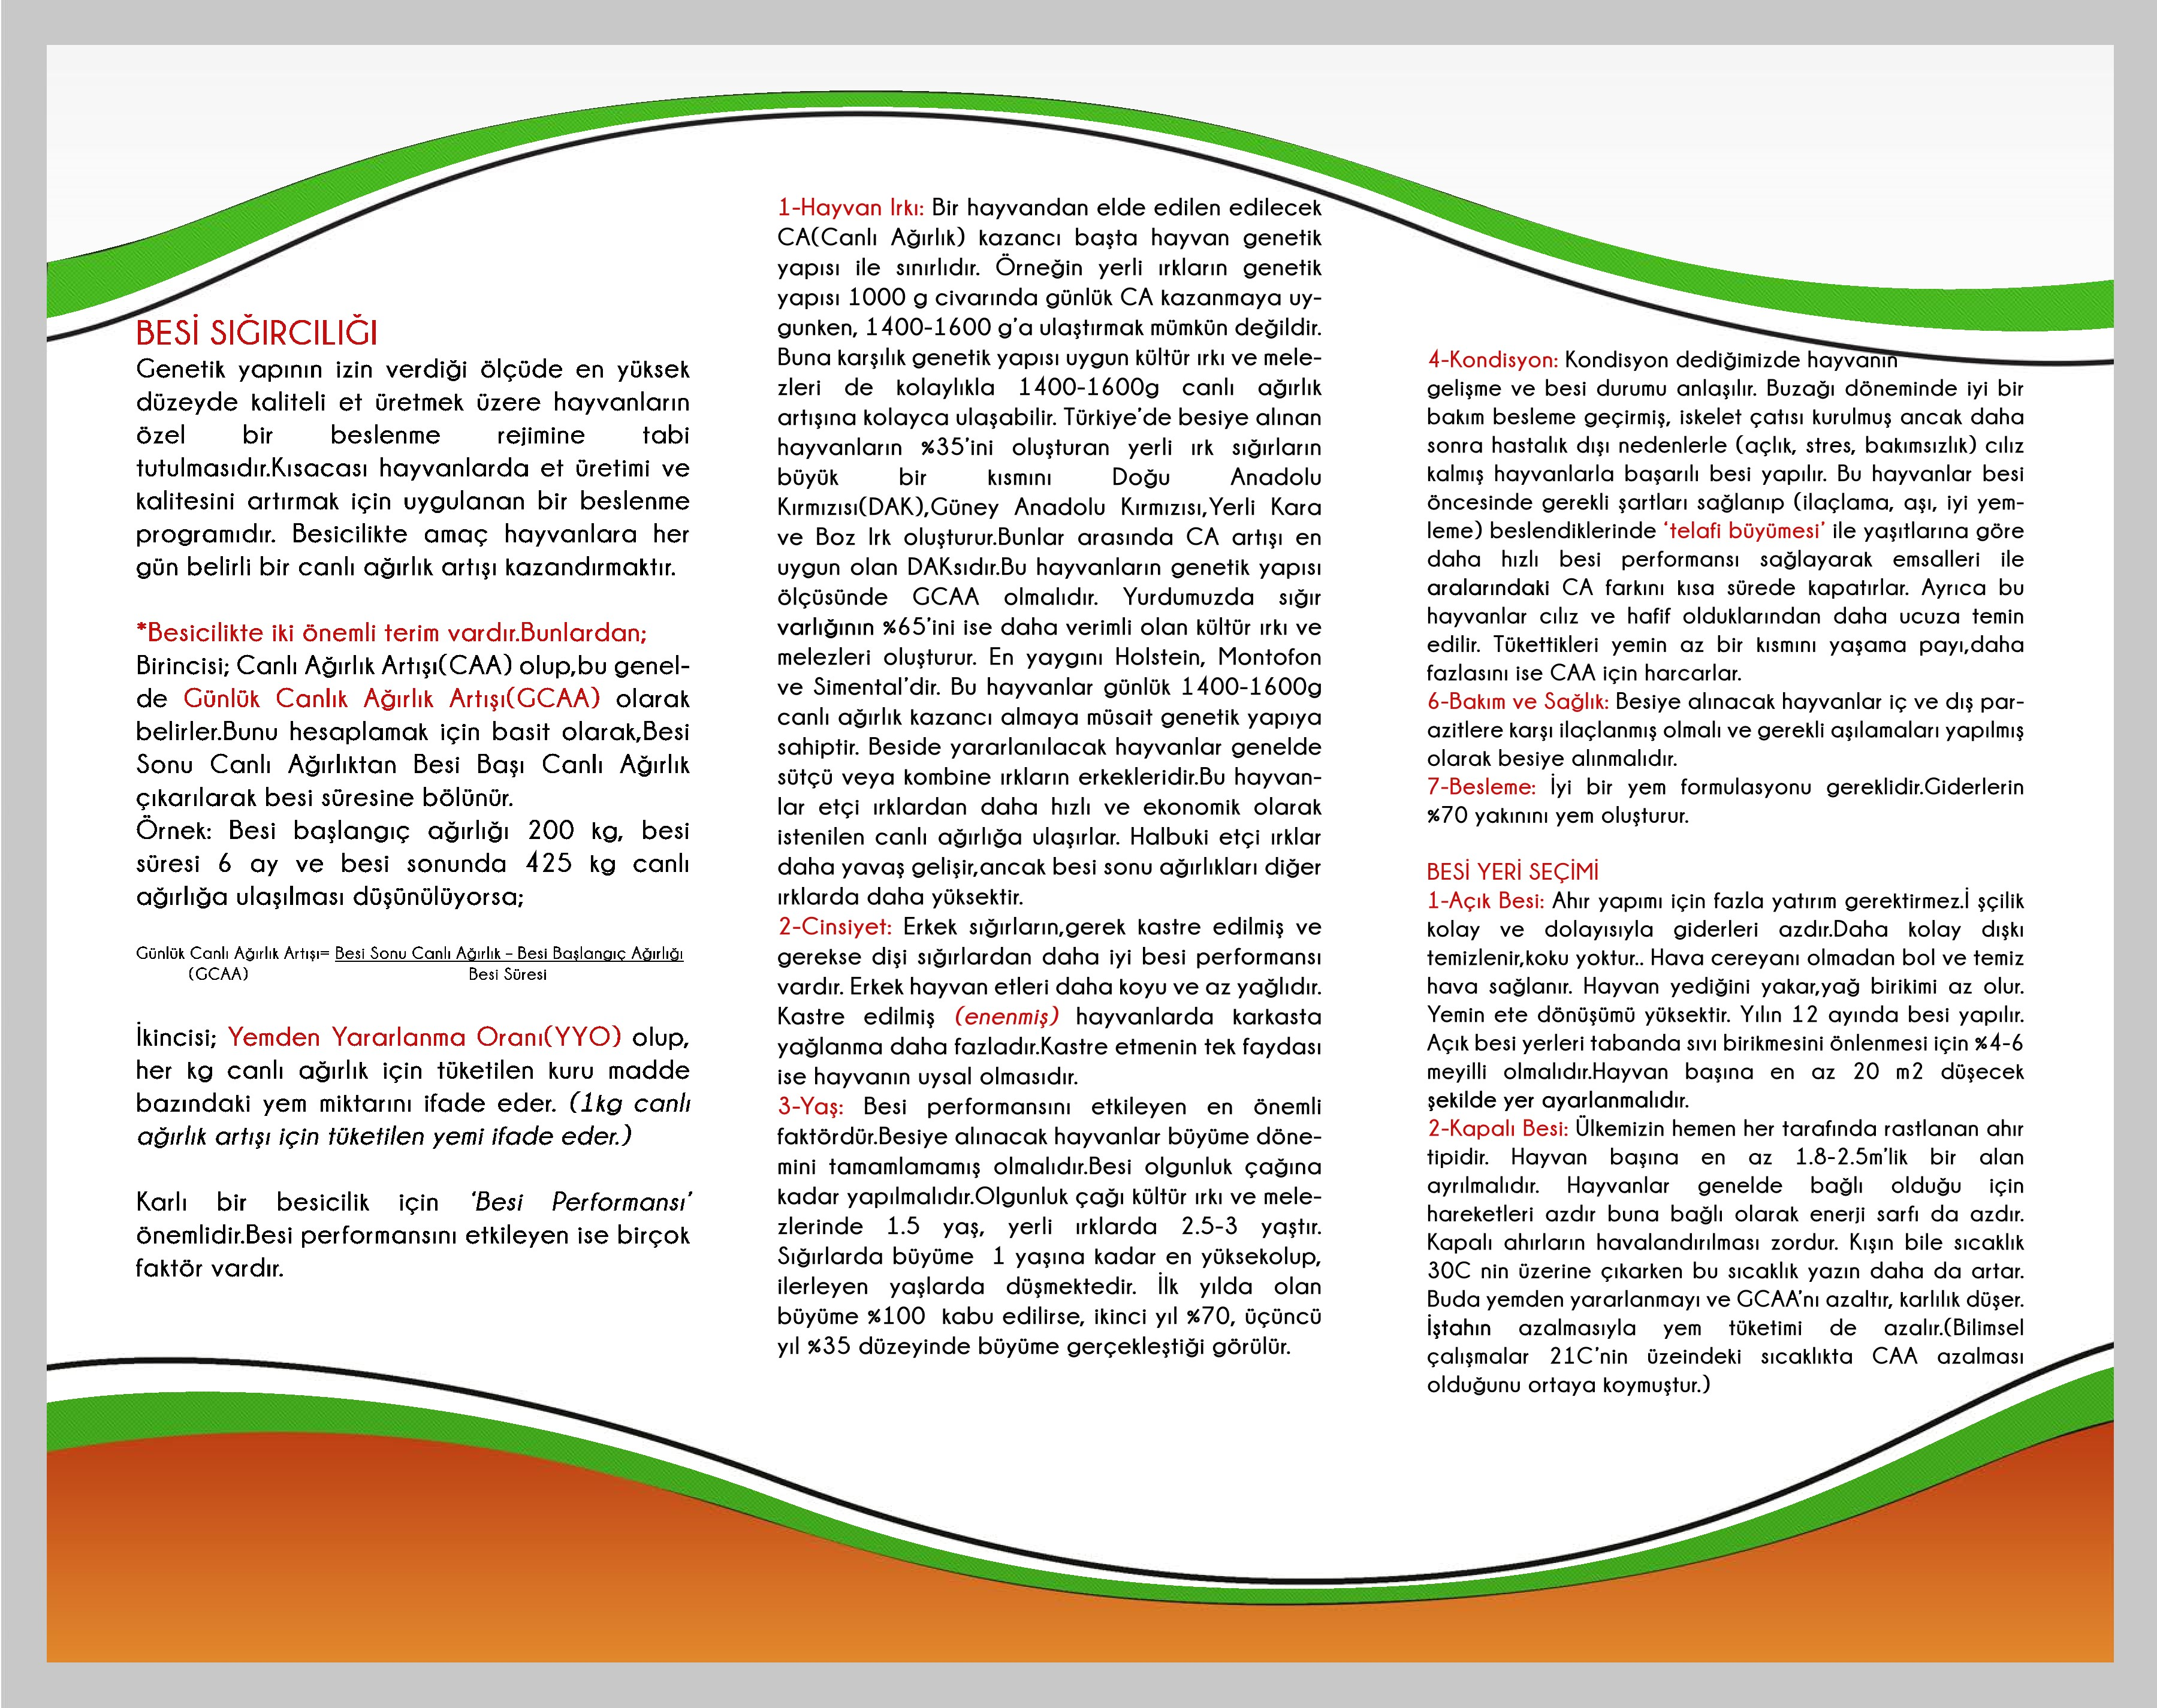 BESİ SIĞIRCILIĞI
Genetik yapının izin verdiği ölçüde en yüksek
düzeyde kaliteli et üretmek üzere hayvanların
özel bir beslenme rejimine tabi
tutulmasıdır.Kısacası hayvanlarda et üretimi ve
kalitesini artırmak için uygulanan bir beslenme
programıdır. Besicilikte amaç hayvanlara her
gün belirli bir canlı ağırlık artışı kazandırmaktır.
*Besicilikte iki önemli terim vardır.Bunlardan;
Birincisi; Canlı Ağırlık Artışı(CAA) olup,bu genel-
de Günlük Canlık Ağırlık Artışı(GCAA) olarak
belirler.Bunu hesaplamak için basit olarak,Besi
Sonu Canlı Ağırlıktan Besi Başı Canlı Ağırlık
çıkarılarak besi süresine bölünür.
Örnek: Besi başlangıç ağırlığı 200 kg, besi
süresi 6 ay ve besi sonunda 425 kg canlı
ağırlığa ulaşılması düşünülüyorsa;
Günlük Canlı Ağırlık Artışı= Besi Sonu Canlı Ağırlık – Besi Başlangıç Ağırlığı
(GCAA) Besi Süresi
İkincisi; Yemden Yararlanma Oranı(YYO) olup,
her kg canlı ağırlık için tüketilen kuru madde
bazındaki yem miktarını ifade eder. (1kg canlı
ağırlık artışı için tüketilen yemi ifade eder.)
Karlı bir besicilik için ‘Besi Performansı’
önemlidir.Besi performansını etkileyen ise birçok
faktör vardır.
1-Hayvan Irkı: Bir hayvandan elde edilen edilecek
CA(Canlı Ağırlık) kazancı başta hayvan genetik
yapısı ile sınırlıdır. Örneğin yerli ırkların genetik
yapısı 1000 g civarında günlük CA kazanmaya uy-
gunken, 1400-1600 g’a ulaştırmak mümkün değildir.
Buna karşılık genetik yapısı uygun kültür ırkı ve mele-
zleri de kolaylıkla 1400-1600g canlı ağırlık
artışına kolayca ulaşabilir. Türkiye’de besiye alınan
hayvanların %35’ini oluşturan yerli ırk sığırların
büyük bir kısmını Doğu Anadolu
Kırmızısı(DAK),Güney Anadolu Kırmızısı,Yerli Kara
ve Boz Irk oluşturur.Bunlar arasında CA artışı en
uygun olan DAKsıdır.Bu hayvanların genetik yapısı
ölçüsünde GCAA olmalıdır. Yurdumuzda sığır
varlığının %65’ini ise daha verimli olan kültür ırkı ve
melezleri oluşturur. En yaygını Holstein, Montofon
ve Simental’dir. Bu hayvanlar günlük 1400-1600g
canlı ağırlık kazancı almaya müsait genetik yapıya
sahiptir. Beside yararlanılacak hayvanlar genelde
sütçü veya kombine ırkların erkekleridir.Bu hayvan-
lar etçi ırklardan daha hızlı ve ekonomik olarak
istenilen canlı ağırlığa ulaşırlar. Halbuki etçi ırklar
daha yavaş gelişir,ancak besi sonu ağırlıkları diğer
ırklarda daha yüksektir.
2-Cinsiyet: Erkek sığırların,gerek kastre edilmiş ve
gerekse dişi sığırlardan daha iyi besi performansı
vardır. Erkek hayvan etleri daha koyu ve az yağlıdır.
Kastre edilmiş (enenmiş) hayvanlarda karkasta
yağlanma daha fazladır.Kastre etmenin tek faydası
ise hayvanın uysal olmasıdır.
3-Yaş: Besi performansını etkileyen en önemli
faktördür.Besiye alınacak hayvanlar büyüme döne-
mini tamamlamamış olmalıdır.Besi olgunluk çağına
kadar yapılmalıdır.Olgunluk çağı kültür ırkı ve mele-
zlerinde 1.5 yaş, yerli ırklarda 2.5-3 yaştır.
Sığırlarda büyüme 1 yaşına kadar en yüksekolup,
ilerleyen yaşlarda düşmektedir. İlk yılda olan
büyüme %100 kabu edilirse, ikinci yıl %70, üçüncü
yıl %35 düzeyinde büyüme gerçekleştiği görülür.
4-Kondisyon: Kondisyon dediğimizde hayvanın
gelişme ve besi durumu anlaşılır. Buzağı döneminde iyi bir
bakım besleme geçirmiş, iskelet çatısı kurulmuş ancak daha
sonra hastalık dışı nedenlerle (açlık, stres, bakımsızlık) cılız
kalmış hayvanlarla başarılı besi yapılır. Bu hayvanlar besi
öncesinde gerekli şartları sağlanıp (ilaçlama, aşı, iyi yem-
leme) beslendiklerinde ‘telafi büyümesi’ ile yaşıtlarına göre
daha hızlı besi performansı sağlayarak emsalleri ile
aralarındaki CA farkını kısa sürede kapatırlar. Ayrıca bu
hayvanlar cılız ve hafif olduklarından daha ucuza temin
edilir. Tükettikleri yemin az bir kısmını yaşama payı,daha
fazlasını ise CAA için harcarlar.
6-Bakım ve Sağlık: Besiye alınacak hayvanlar iç ve dış par-
azitlere karşı ilaçlanmış olmalı ve gerekli aşılamaları yapılmış
olarak besiye alınmalıdır.
7-Besleme: İyi bir yem formulasyonu gereklidir.Giderlerin
%70 yakınını yem oluşturur.
BESİ YERİ SEÇİMİ
1-Açık Besi: Ahır yapımı için fazla yatırım gerektirmez.İ şçilik
kolay ve dolayısıyla giderleri azdır.Daha kolay dışkı
temizlenir,koku yoktur.. Hava cereyanı olmadan bol ve temiz
hava sağlanır. Hayvan yediğini yakar,yağ birikimi az olur.
Yemin ete dönüşümü yüksektir. Yılın 12 ayında besi yapılır.
Açık besi yerleri tabanda sıvı birikmesini önlenmesi için %4-6
meyilli olmalıdır.Hayvan başına en az 20 m2 düşecek
şekilde yer ayarlanmalıdır.
2-Kapalı Besi: Ülkemizin hemen her tarafında rastlanan ahır
tipidir. Hayvan başına en az 1.8-2.5m’lik bir alan
ayrılmalıdır. Hayvanlar genelde bağlı olduğu için
hareketleri azdır buna bağlı olarak enerji sarfı da azdır.
Kapalı ahırların havalandırılması zordur. Kışın bile sıcaklık
30C nin üzerine çıkarken bu sıcaklık yazın daha da artar.
Buda yemden yararlanmayı ve GCAA’nı azaltır, karlılık düşer.
İştahın azalmasıyla yem tüketimi de azalır.(Bilimsel
çalışmalar 21C’nin üzeindeki sıcaklıkta CAA azalması
olduğunu ortaya koymuştur.)